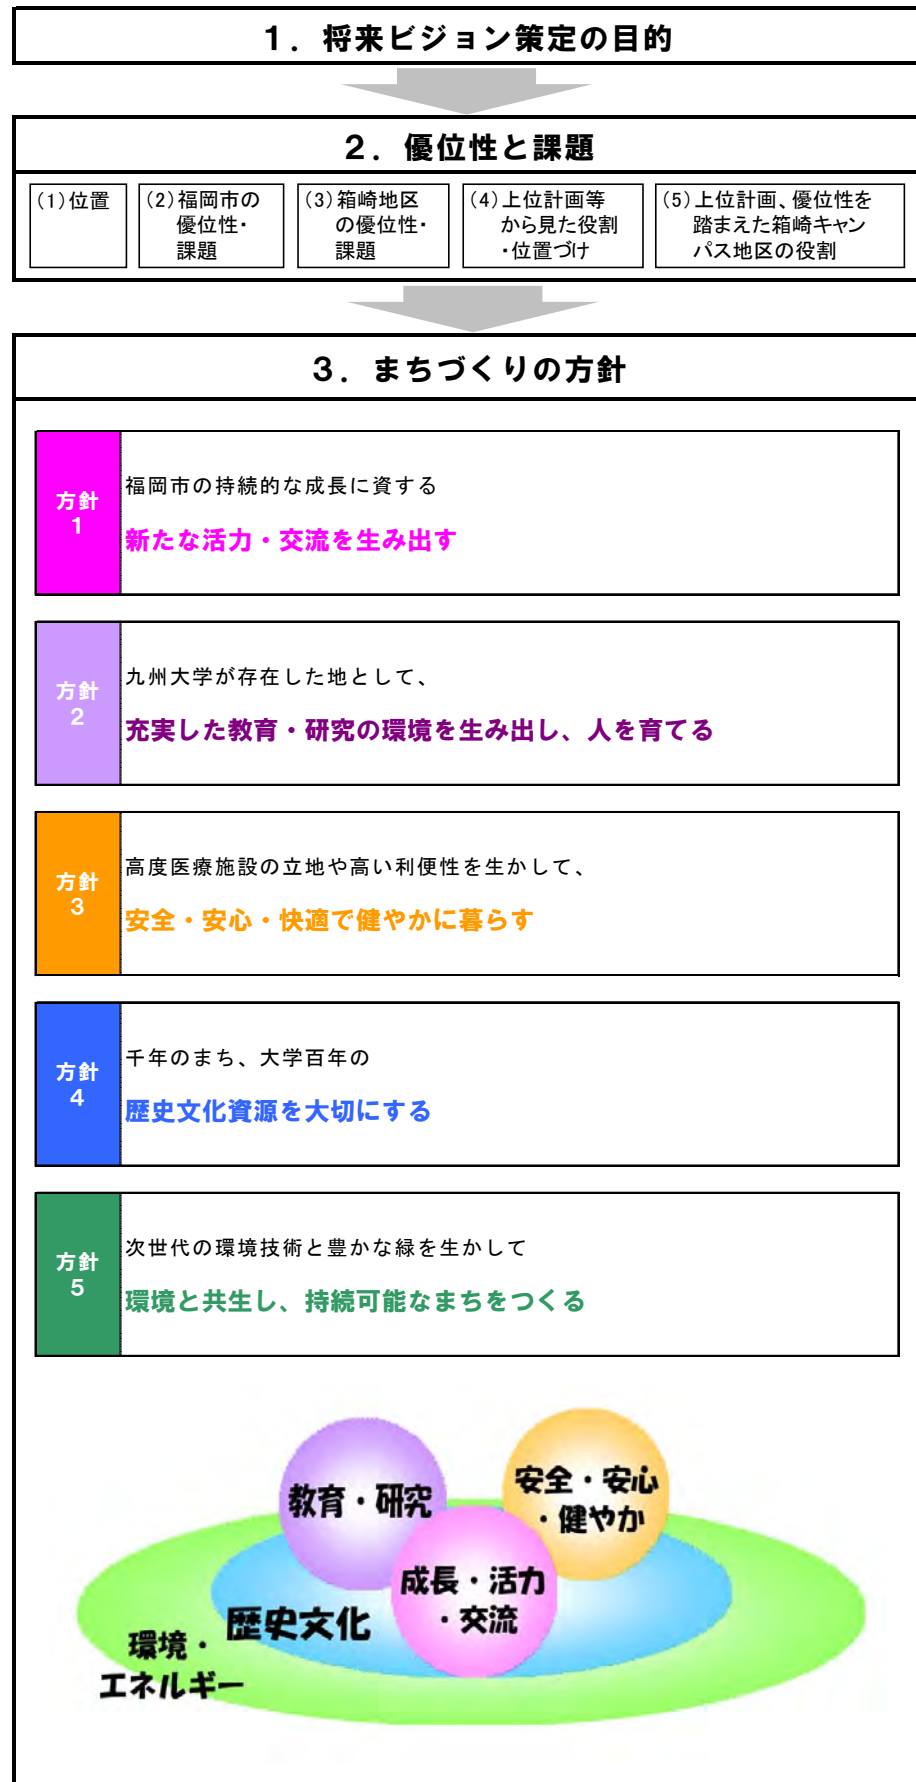 1．将来ビジョン策定の目的
2．優位性と課題
(1)位置
(2)福岡市の
優位性・
課題
(3)箱崎地区
の優位性・
課題
(4)上位計画等
から見た役割
・位置づけ
(5)上位計画、優位性を
踏まえた箱崎キャン
パス地区の役割
3．まちづくりの方針
方針
1
福岡市の持続的な成長に資する
新たな活力・交流を生み出す
方針
2
九州大学が存在した地として、
充実した教育・研究の環境を生み出し、人を育てる
方針
3
高度医療施設の立地や高い利便性を生かして、
安全・安心・快適で健やかに暮らす
方針
4
千年のまち、大学百年の
歴史文化資源を大切にする
方針
5
次世代の環境技術と豊かな緑を生かして
環境と共生し、持続可能なまちをつくる
教育・研究
安全・安心
・健やか
成長・活力
・交流
歴史文化
環境・
エネルギー